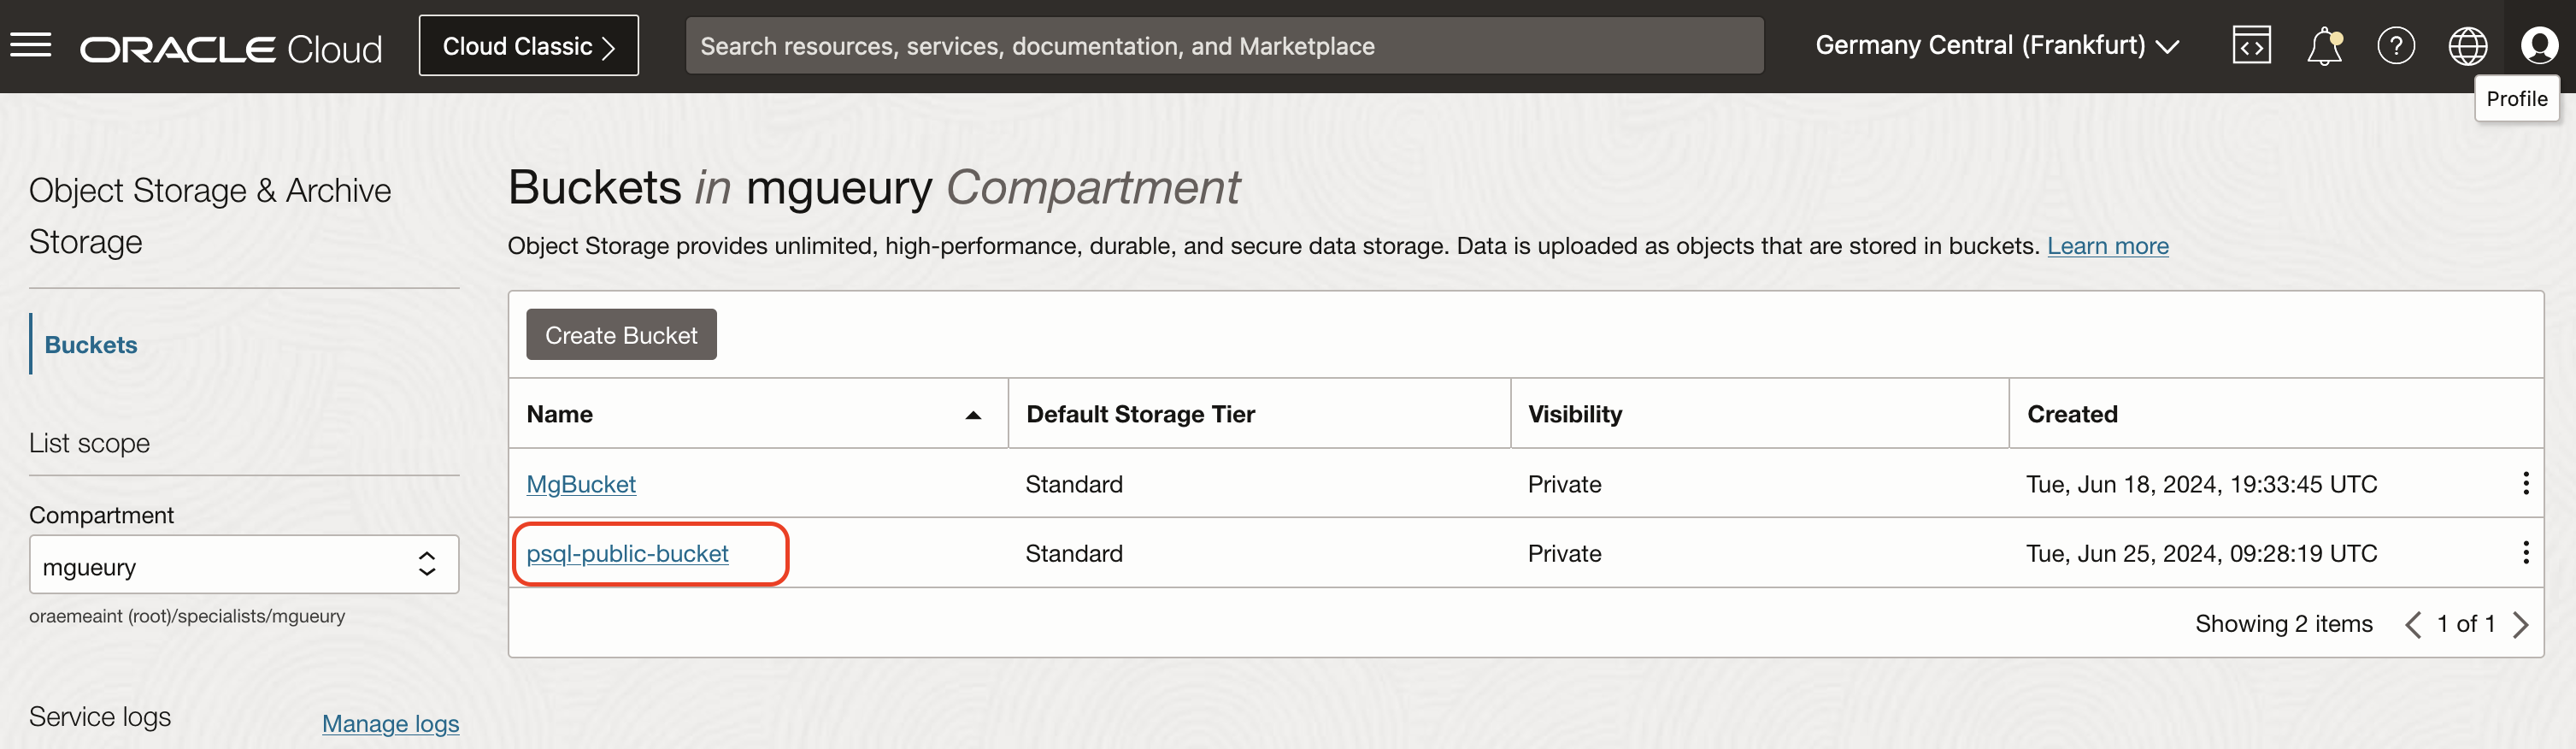 ORACLE Cloud
Cloud Classic
Search resources, services, documentation, and Marketplace
Germany Central (Frankfurt)
Profile
Object Storage & Archive
Storage
Buckets
List scope
Compartment
mgueury
oraemeaint (root)/specialists/mgueury
Service logs
Manage logs
Buckets in mgueury Compartment
Object Storage provides unlimited, high-performance, durable, and secure data storage. Data is uploaded as objects that are stored in buckets. Learn more
Create Bucket
Name Default Storage Tier Visibility Created
MgBucket Standard Private Tue, Jun 18, 2024, 19:33:45 UTC
psql-public-bucket Standard Private Tue, Jun 25, 2024, 09:28:19 UTC
Showing 2 items 1 of 1